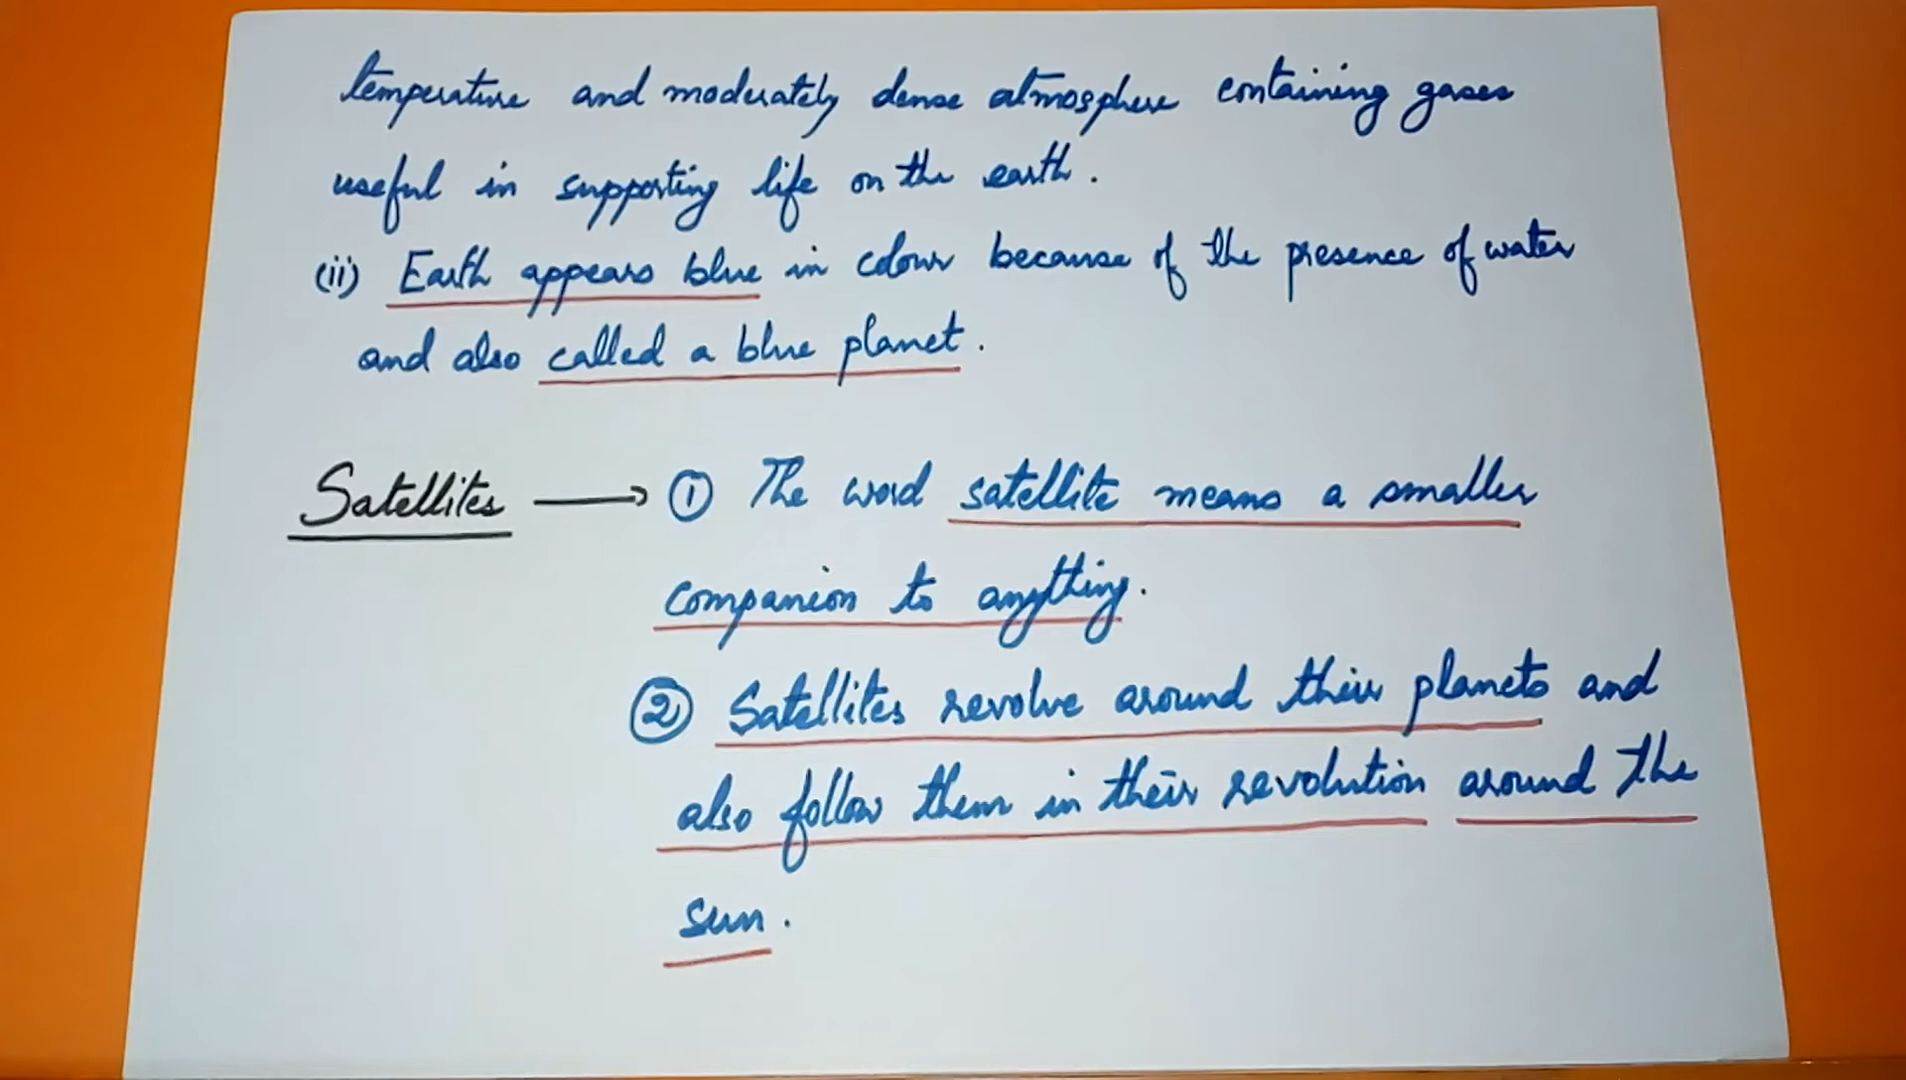 temperature and moderately dense atmosphere containing gases
useful in supporting life on the earth.
(ii) Earth appears blue in colour because of the presence of water
and also called a blue planet.
Satellites → ① The word satellite means a smaller
companion to anything.
② Satellites revolve around their planets and
also follow them in their revolution around the
sun.